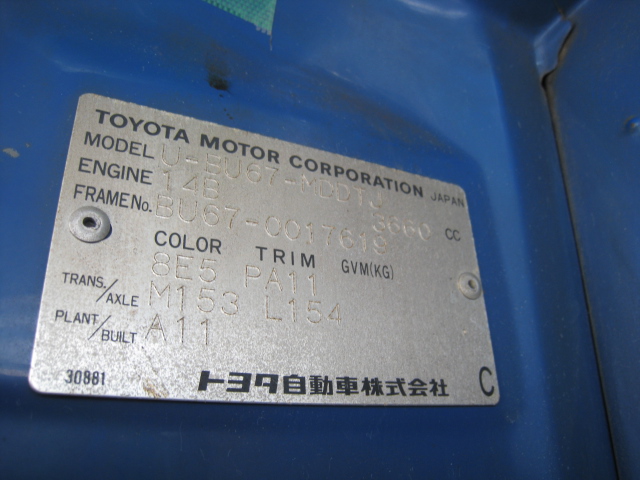 TOYOTA MOTOR CORPORATION JAPAN
MODEL U-BU67-MDDTJ
ENGINE 14B 3660 CC
FRAME No. BU67-0017619
COLOR TRIM GVM(KG)
8E5 PA11
TRANS./AXLE M153 L154
PLANT/BUILT A11
30881 トヨタ自動車株式会社 C